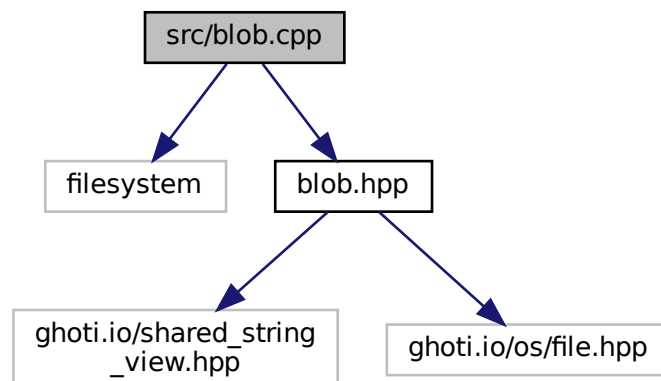 src/blob.cpp
filesystem
blob.hpp
ghoti.io/shared_string
_view.hpp
ghoti.io/os/file.hpp